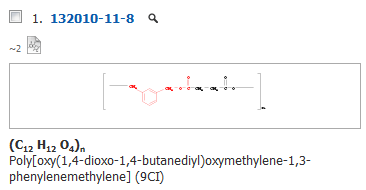 1. 132010-11-8
~2
(C12 H12 O4)n
Poly[oxy(1,4-dioxo-1,4-butanediyl)oxymethylene-1,3-
phenylenemethylene] (9CI)